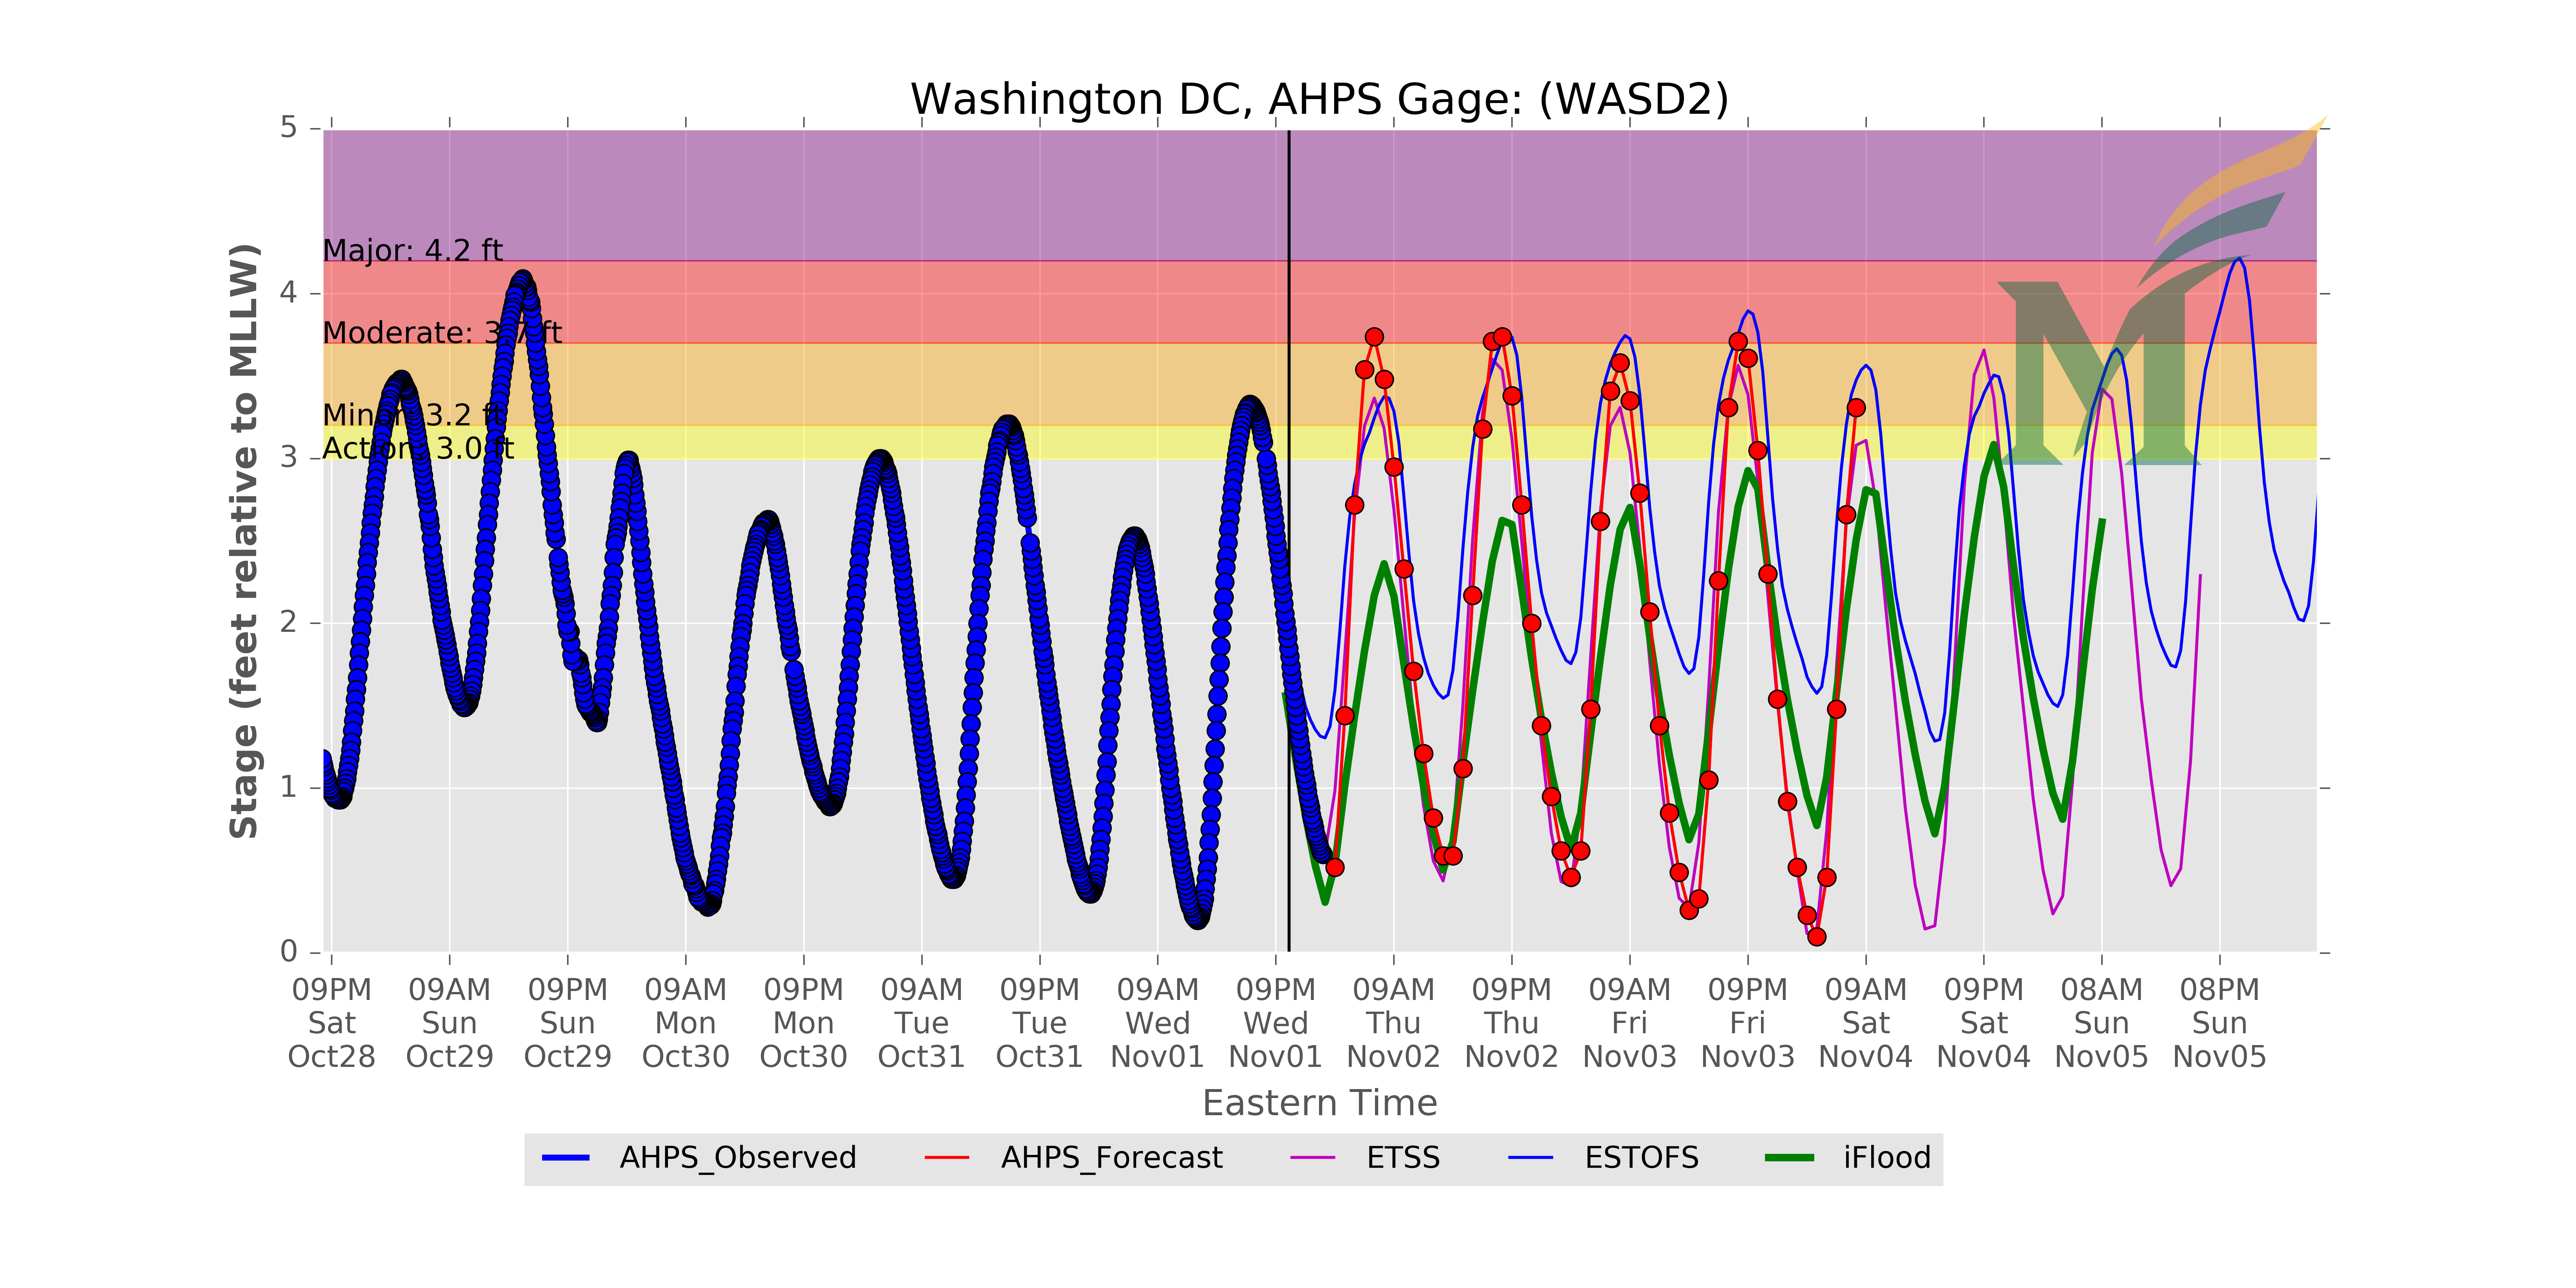 Washington DC, AHPS Gage: (WASD2)
Stage (feet relative to MLLW)
5
4
3
2
1
0
Major: 4.2 ft
Moderate: 3.7 ft
Minor: 3.2 ft
Action: 3.0 ft
M
09PM 09AM 09PM 09AM 09PM 09AM 09PM 09AM 09PM 09AM 09PM 09AM 09PM 09AM 09PM 08AM 08PM
Sat Sun Sun Mon Mon Tue Tue Wed Wed Thu Thu Fri Fri Sat Sat Sun Sun
Oct28 Oct29 Oct29 Oct30 Oct30 Oct31 Oct31 Nov01 Nov01 Nov02 Nov02 Nov03 Nov03 Nov04 Nov04 Nov05 Nov05
Eastern Time
AHPS_Observed AHPS_Forecast ETSS ESTOFS iFlood